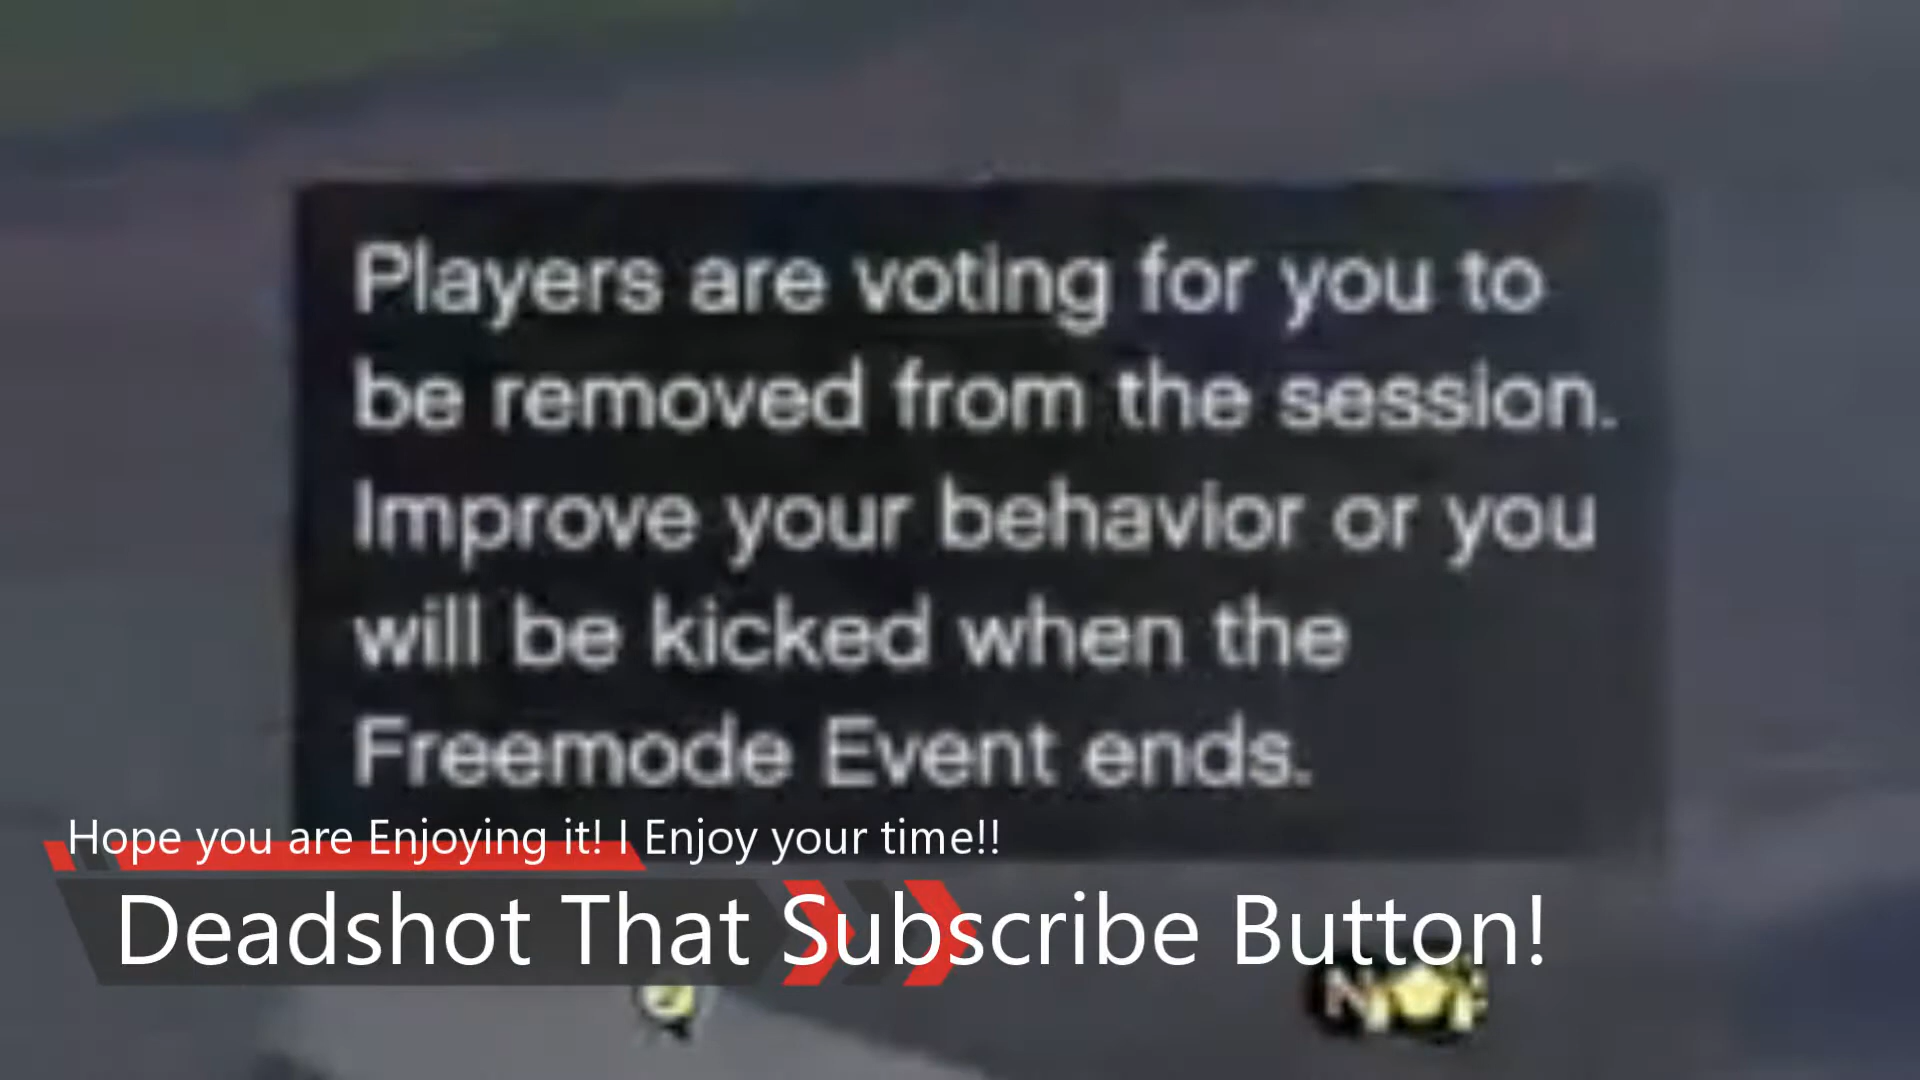 Players are voting for you to
be removed from the session.
Improve your behavior or you
will be kicked when the
Freemode Event ends.
Hope you are Enjoying it! I Enjoy your time!!
Deadshot That Subscribe Button!